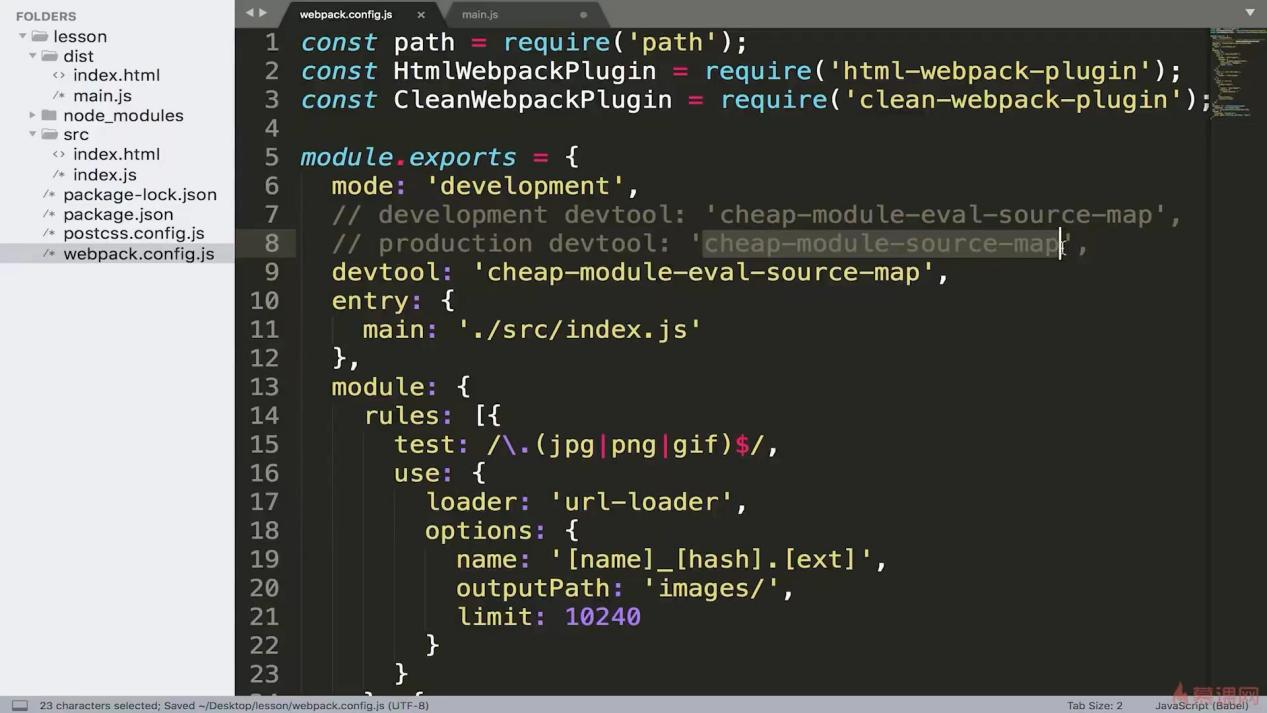 FOLDERS
lesson
dist
<> index.html
/* main.js
node_modules
src
<> index.html
/* index.js
/* package-lock.json
/* package.json
/* postcss.config.js
/* webpack.config.js
webpack.config.js × main.js
1 const path = require('path');
2 const HtmlWebpackPlugin = require('html-webpack-plugin');
3 const CleanWebpackPlugin = require('clean-webpack-plugin');
4
5 module.exports = {
6 mode: 'development',
7 // development devtool: 'cheap-module-eval-source-map',
8 // production devtool: 'cheap-module-source-map',
9 devtool: 'cheap-module-eval-source-map',
10 entry: {
11 main: './src/index.js'
12 },
13 module: {
14 rules: [{
15 test: /\.(jpg|png|gif)$/,
16 use: {
17 loader: 'url-loader',
18 options: {
19 name: '[name]_[hash].[ext]',
20 outputPath: 'images/',
21 limit: 10240
22 }
23 }
23 characters selected; Saved ~/Desktop/lesson/webpack.config.js (UTF-8)
Tab Size: 2
JavaScript (Babel)
慕课网